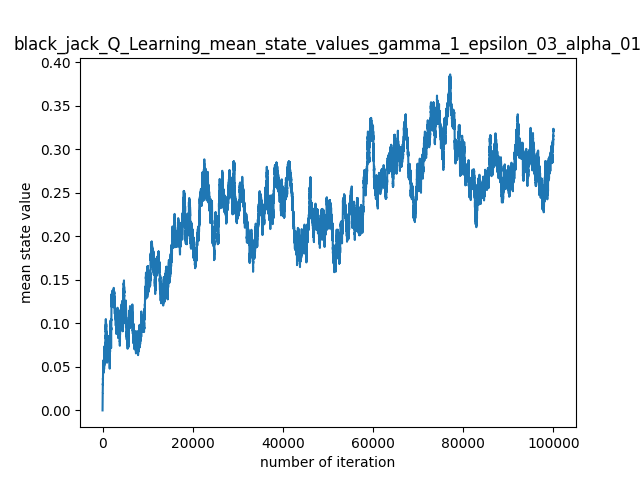 black_jack_Q_Learning_mean_state_values_gamma_1_epsilon_03_alpha_01
0.40
0.35
0.30
0.25
0.20
0.15
0.10
0.05
0.00
mean state value
0 20000 40000 60000 80000 100000
number of iteration